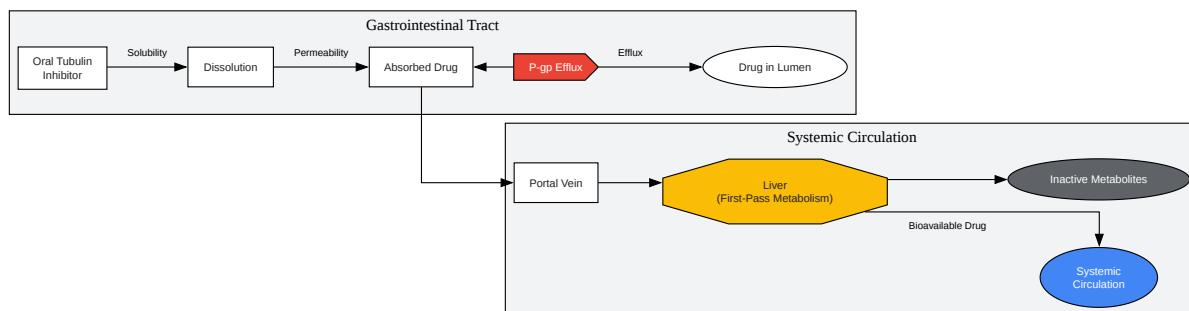 Gastrointestinal Tract
Oral Tubulin
Inhibitor
Solubility
Dissolution
Permeability
Absorbed Drug
P-gp Efflux
Efflux
Drug in Lumen
Systemic Circulation
Portal Vein
Liver
(First-Pass Metabolism)
Inactive Metabolites
Bioavailable Drug
Systemic
Circulation